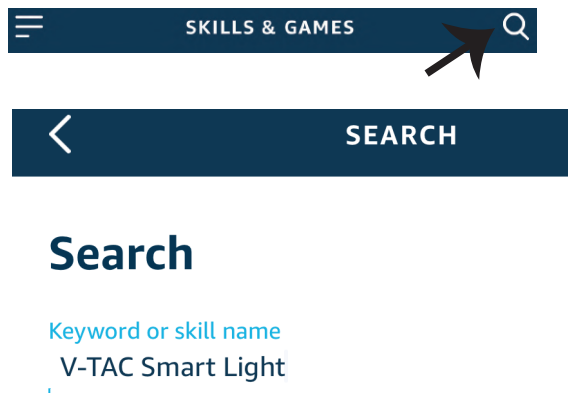 SKILLS & GAMES
SEARCH
Search
Keyword or skill name
V-TAC Smart Light